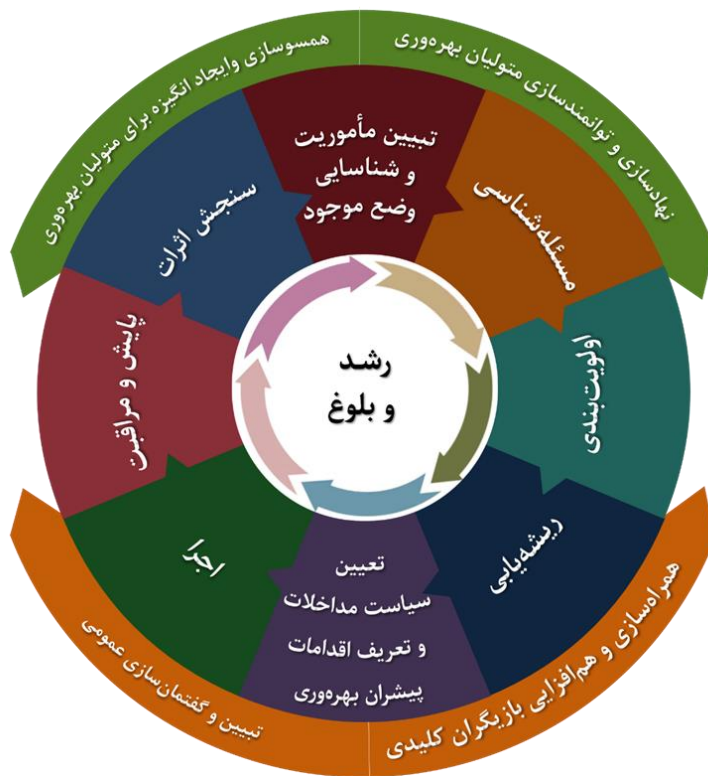 همسوسازی وایجاد انگیزه برای متولیان بهره‌وری
نهادسازی و توانمندسازی متولیان بهره‌وری
تبیین مأموریت
و شناسایی
وضع موجود
مسئله‌شناسی
اولویت‌بندی
ریشه‌یابی
تعیین
سیاست مداخلات
و تعریف اقدامات
پیشران بهره‌وری
اجرا
پایش و مراقبت
سنجش اثرات
رشد
و بلوغ
همراه‌سازی و هم‌افزایی بازیگران کلیدی
تبیین و گفتمان‌سازی عمومی